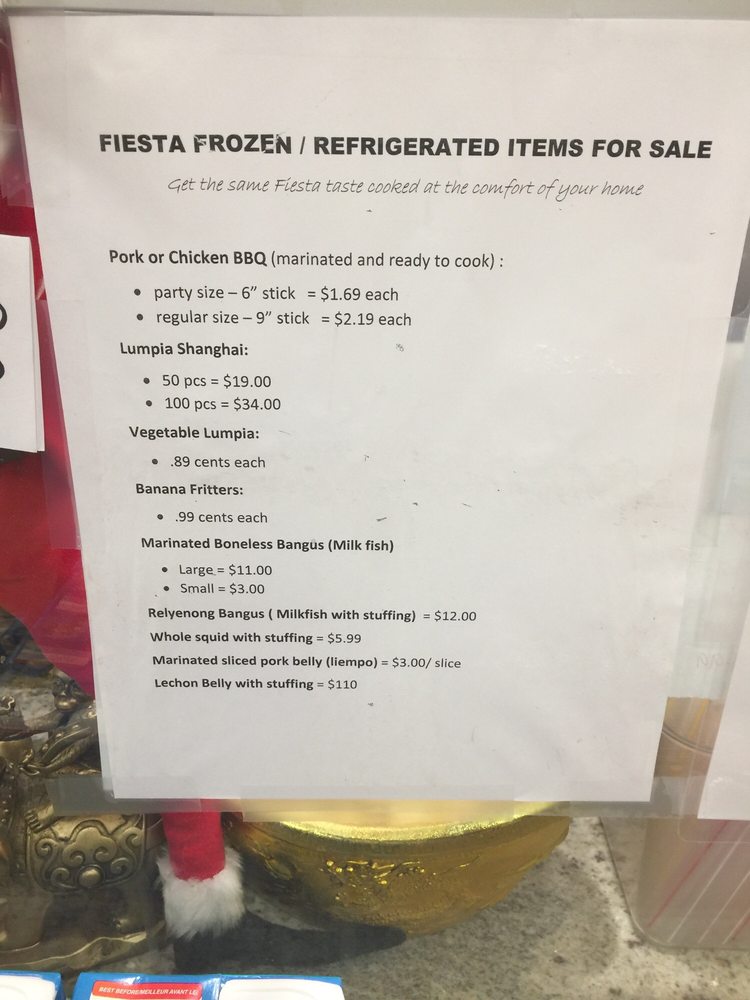 FIESTA FROZEN / REFRIGERATED ITEMS FOR SALE
Get the same Fiesta taste cooked at the comfort of your home
Pork or Chicken BBQ (marinated and ready to cook) :
• party size – 6” stick = $1.69 each
• regular size – 9” stick = $2.19 each
Lumpia Shanghai:
• 50 pcs = $19.00
• 100 pcs = $34.00
Vegetable Lumpia:
• .89 cents each
Banana Fritters:
• .99 cents each
Marinated Boneless Bangus (Milk fish)
• Large = $11.00
• Small = $3.00
Relyenong Bangus ( Milkfish with stuffing) = $12.00
Whole squid with stuffing = $5.99
Marinated sliced pork belly (liempo) = $3.00/ slice
Lechon Belly with stuffing = $110
BEST BEFORE/MEILLEUR AVANT LE